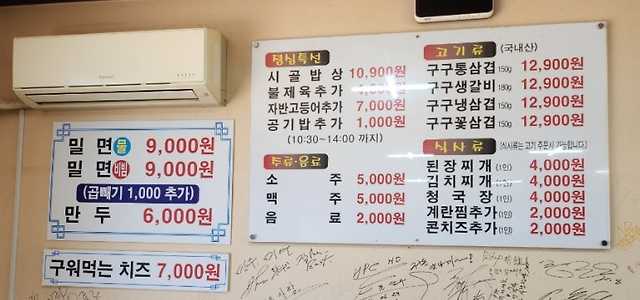 밀 면 물 9,000원
밀 면 비빔 9,000원
(곱빼기 1,000 추가)
만 두 6,000원
구워먹는 치즈 7,000원
점심특선
시 골 밥 상 10,900원
불제육추가
자반고등어추가 7,000원
공 기 밥 추 가 1,000원
(10:30~14:00 까지)
주류·음료
소 주 5,000원
맥 주 5,000원
음 료 2,000원
고 기 류 (국내산)
구구통삼겹 150g 12,900원
구구생갈비 180g 12,900원
구구냉삼겹 150g 12,900원
구구꽃삼겹 150g 12,900원
식 사 류 (식사류는 고기 주문시 가능합니다)
된 장 찌 개 (1인) 4,000원
김 치 찌 개 (1인) 4,000원
청 국 장 (1인) 4,000원
계란찜추가 (1인) 2,000원
콘치즈추가 (1인) 2,000원